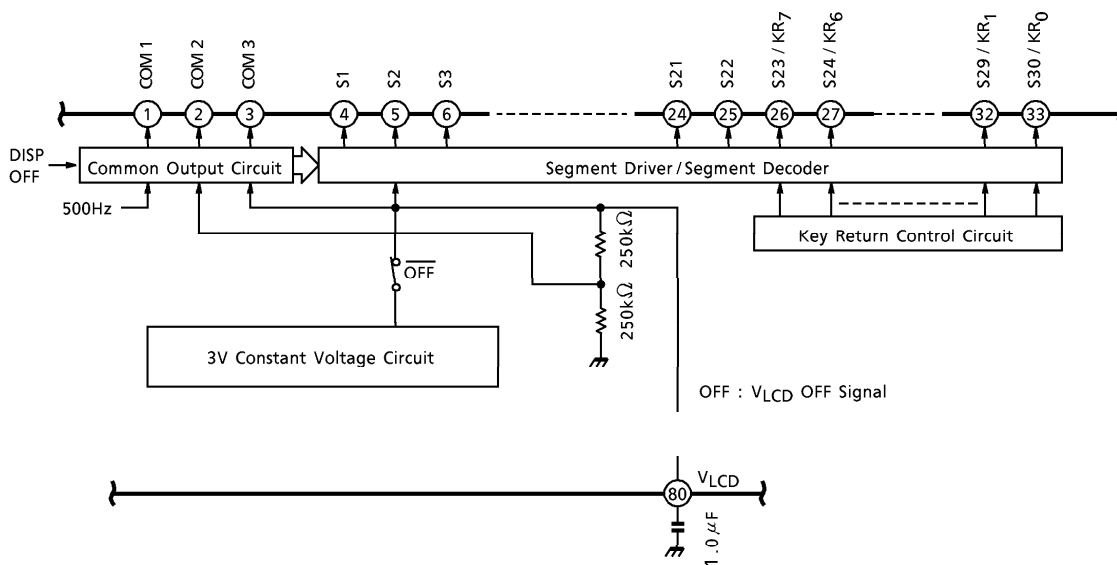 COM 1
COM 2
COM 3
S1
S2
S3
S21
S22
S23 / KR7
S24 / KR6
S29 / KR1
S30 / KR0
1
2
3
4
5
6
24
25
26
27
32
33
DISP
OFF
Common Output Circuit
Segment Driver / Segment Decoder
500Hz
Key Return Control Circuit
250kΩ
OFF
250kΩ
3V Constant Voltage Circuit
OFF : VLCD OFF Signal
80
VLCD
1.0 μF